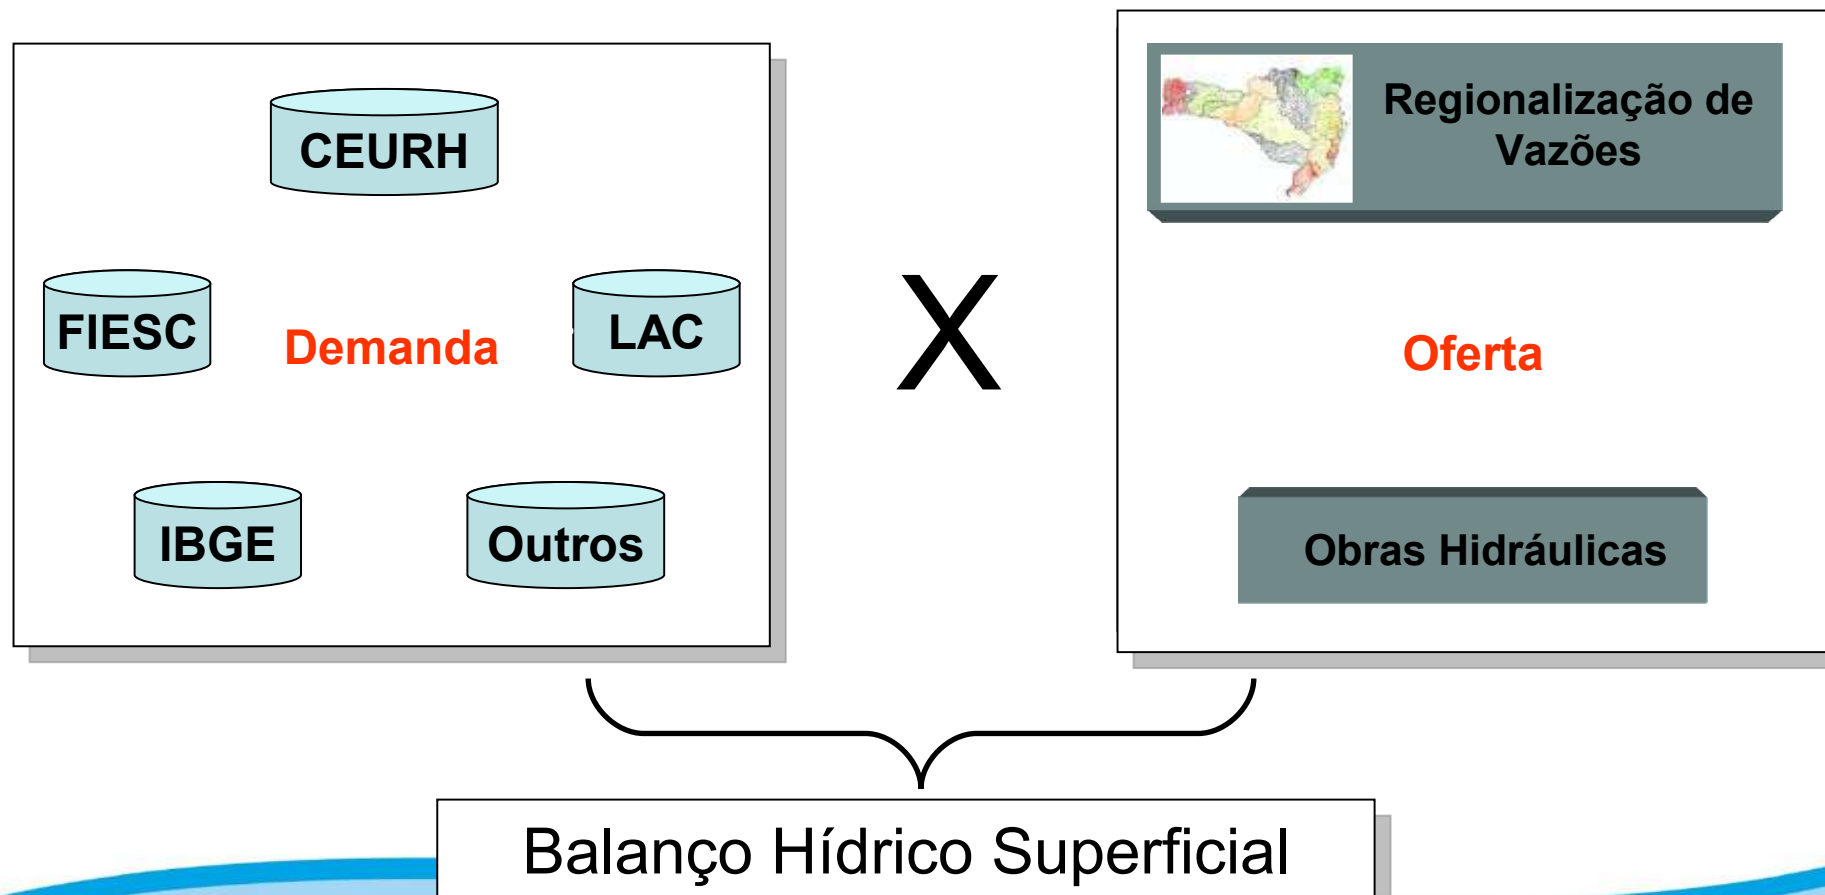 CEURH
FIESC
Demanda
LAC
IBGE
Outros
X
Regionalização de
Vazões
Oferta
Obras Hidráulicas
Balanço Hídrico Superficial